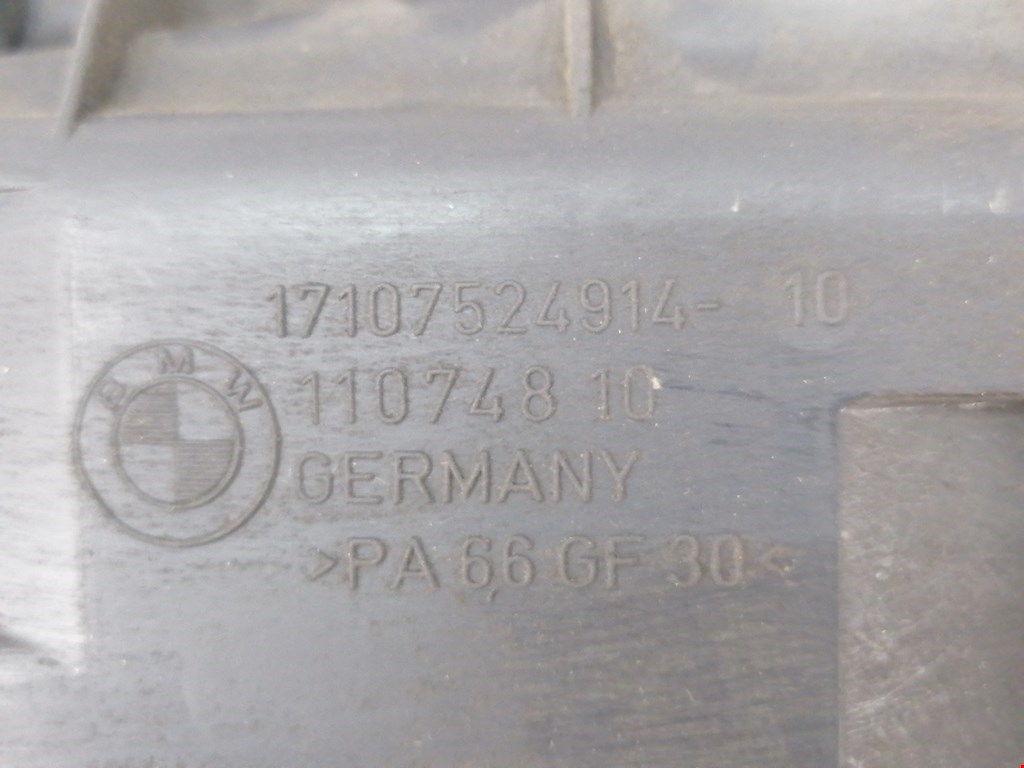 17107524914- 10
BMW
110748 10
GERMANY
>PA 66 GF 30<